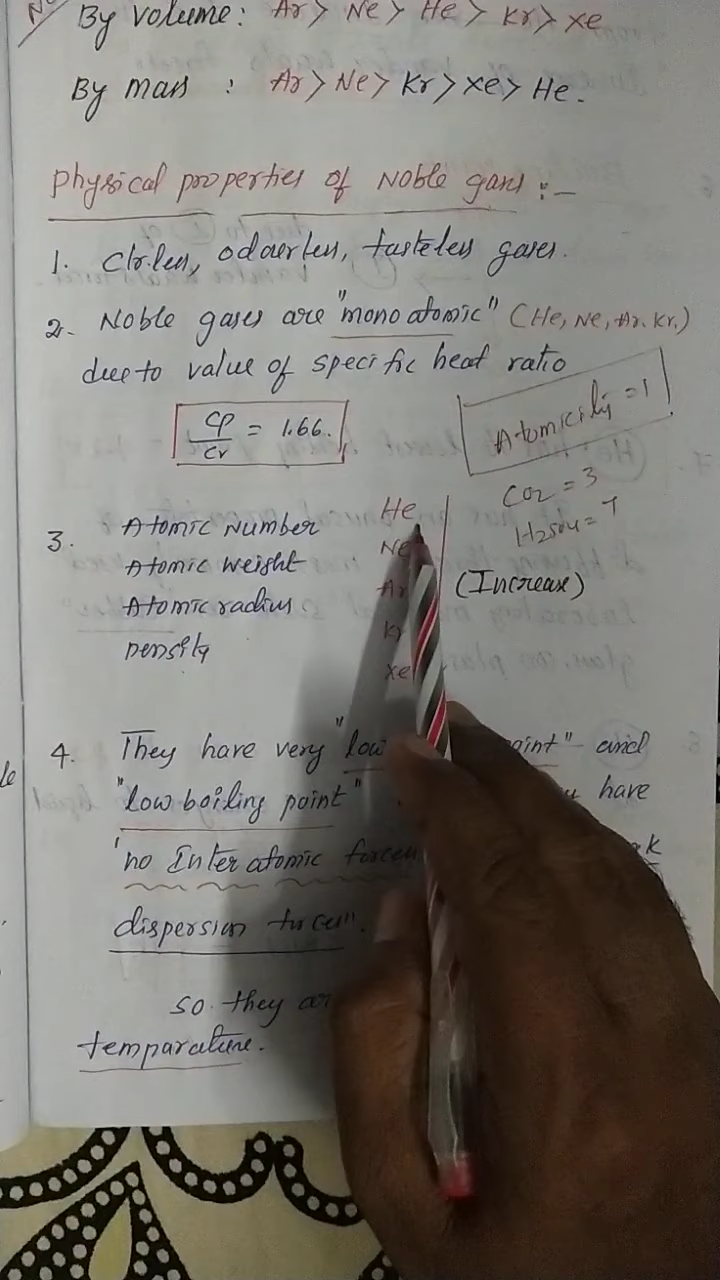 By volume: Ar > Ne > He > Kr > Xe
By mass : Ar > Ne > Kr > Xe > He.
Physical properties of Noble gases :-
1. Clrless, odourless, tasteless gases.
2. Noble gases are "mono atomic" (He, Ne, Ar. Kr.)
due to value of specific heat ratio
Cp/Cv = 1.66.
Atomicity = 1
CO2 = 3
H2SO4 = 7
3. Atomic Number
Atomic weight
Atomic radius
Density
He
Ne
Ar
Kr
Xe
(Increase)
4. They have very "low point" and
"low boiling point" have
"no Inter atomic forces
dispersion forces".
so they are
temparature.